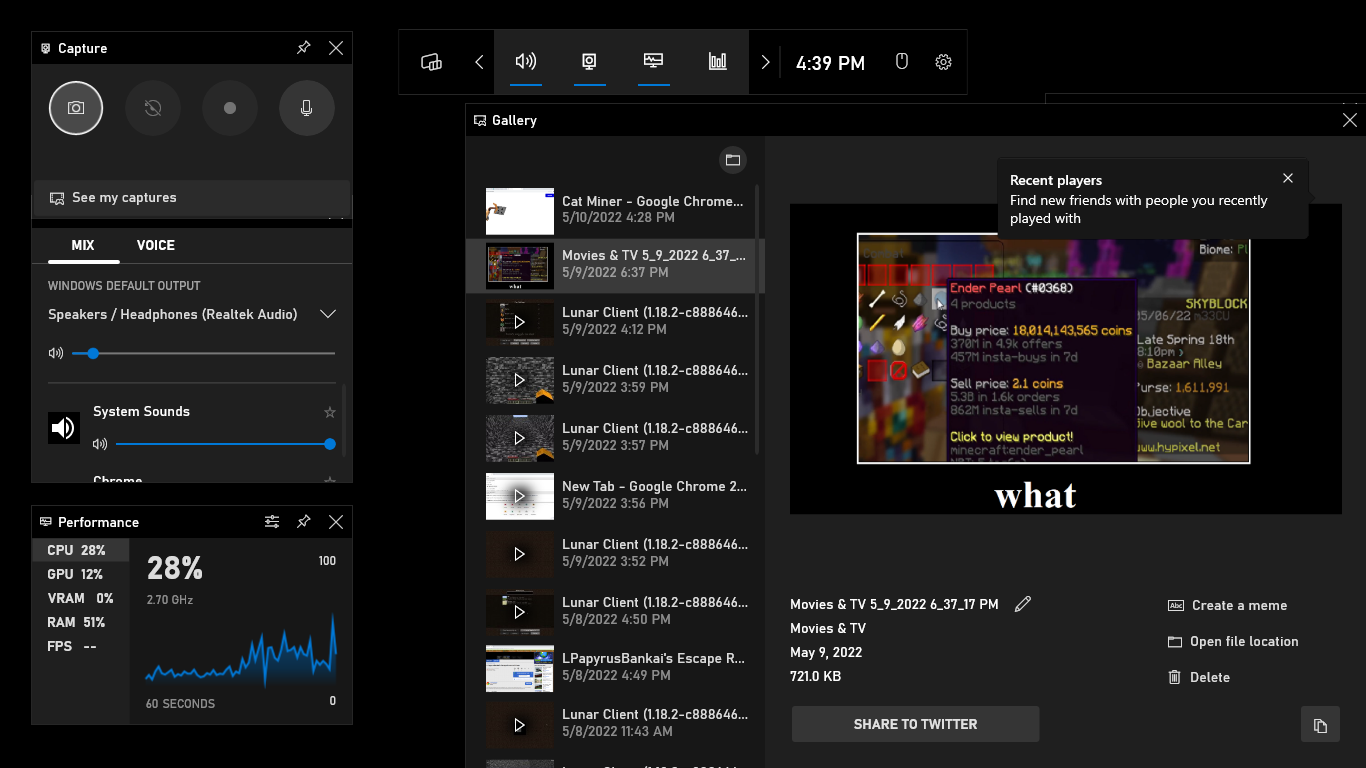 Capture
See my captures
MIX VOICE
WINDOWS DEFAULT OUTPUT
Speakers / Headphones (Realtek Audio)
System Sounds
Chrome
Performance
CPU 28%
GPU 12%
VRAM 0%
RAM 51%
FPS --
28%
2.70 GHz
100
60 SECONDS
0
4:39 PM
Gallery
Cat Miner - Google Chrome...
5/10/2022 4:28 PM
Movies & TV 5_9_2022 6_37_...
5/9/2022 6:37 PM
Lunar Client (1.18.2-c888646...
5/9/2022 4:12 PM
Lunar Client (1.18.2-c888646...
5/9/2022 3:59 PM
Lunar Client (1.18.2-c888646...
5/9/2022 3:57 PM
New Tab - Google Chrome 2...
5/9/2022 3:56 PM
Lunar Client (1.18.2-c888646...
5/9/2022 3:52 PM
Lunar Client (1.18.2-c888646...
5/8/2022 4:50 PM
LPapyrusBankai's Escape R...
5/8/2022 4:49 PM
Lunar Client (1.18.2-c888646...
5/8/2022 11:43 AM
Lunar Client (1.18.2-c888646...
Recent players
Find new friends with people you recently
played with
Biome: Pl
Ender Pearl (#0368)
4 products
Buy price: 18,014,143,565 coins
370M in 4.9k offers
457M insta-buys in 7d
Sell price: 2.1 coins
5.3B in 1.6k orders
862M insta-sells in 7d
Click to view product!
minecraft:ender_pearl
SKYBLOCK
05/06/22 m33CU
Late Spring 18th
8:10pm
Bazaar Alley
Purse: 1,611,991
Objective
Give wool to the Car
www.hypixel.net
what
Movies & TV 5_9_2022 6_37_17 PM
Movies & TV
May 9, 2022
721.0 KB
Abc Create a meme
Open file location
Delete
SHARE TO TWITTER